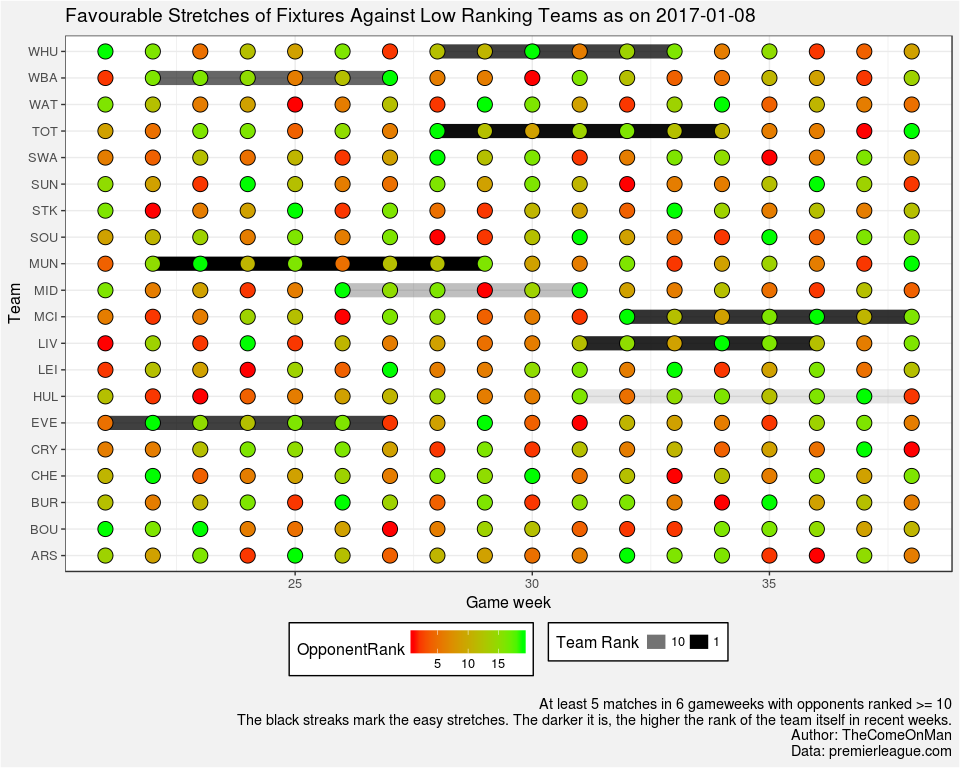 Favourable Stretches of Fixtures Against Low Ranking Teams as on 2017-01-08
Team
WHU
WBA
WAT
TOT
SWA
SUN
STK
SOU
MUN
MID
MCI
LIV
LEI
HUL
EVE
CRY
CHE
BUR
BOU
ARS
25 30 35
Game week
OpponentRank 5 10 15
Team Rank 10 1
At least 5 matches in 6 gameweeks with opponents ranked >= 10
The black streaks mark the easy stretches. The darker it is, the higher the rank of the team itself in recent weeks.
Author: TheComeOnMan
Data: premierleague.com